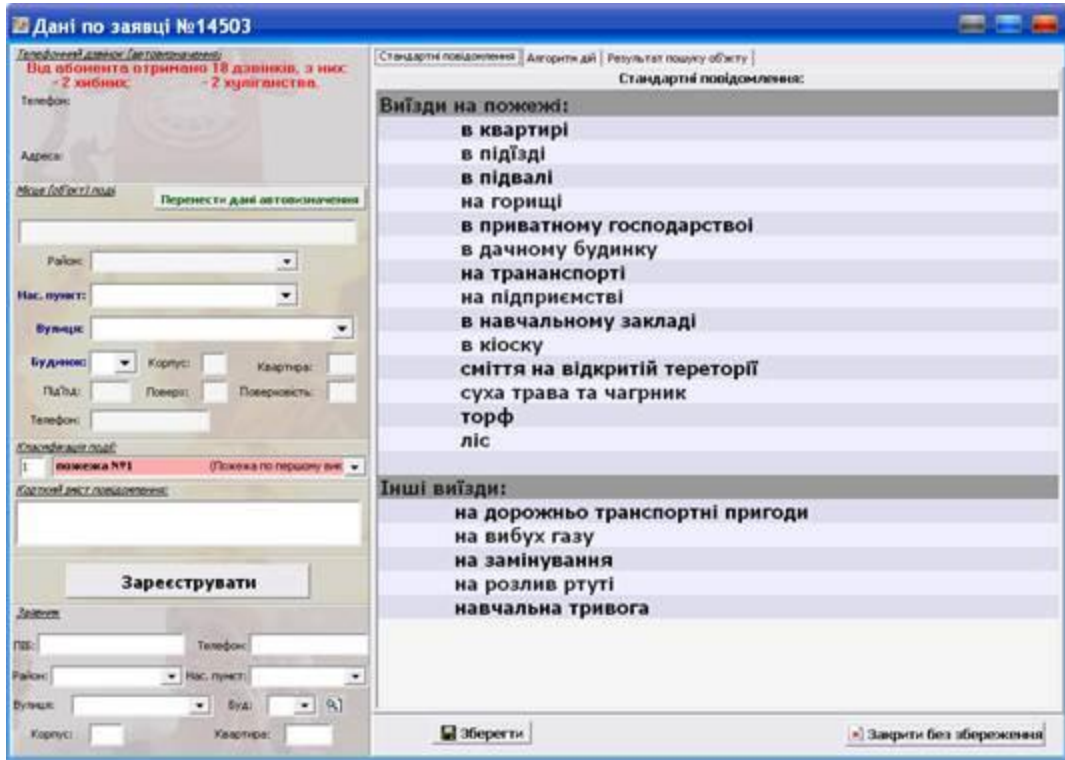 Дані по заявці №14503
Телефонний дзвінок (автовизначення)
Від абонента отримано 18 дзвінків, з них:
- 2 хибних; - 2 хуліганства.
Телефон:
Адреса:
Місце (об'єкт) події
Перенести дані автовизначення
Район:
Нас. пункт:
Вулиця:
Будинок: Корпус: Квартира:
Під'їзд: Поверх: Поверховість:
Телефон:
Класифікація події:
1 пожежа №1 (Пожежа по першому вик
Короткий зміст повідомлення:
Зареєструвати
Заявник
ПІБ: Телефон:
Район: Нас. пункт:
Вулиця: Буд:
Корпус: Квартира:
Стандартні повідомлення Алгоритм дій Результат пошуку об'єкту
Стандартні повідомлення:
Виїзди на пожежі:
в квартирі
в підїзді
в підвалі
на горищі
в приватному господарствоі
в дачному будинку
на трананспорті
на підприємстві
в навчальному закладі
в кіоску
сміття на відкритій терeторії
суха трава та чагрник
торф
ліс
Інші виїзди:
на дорожньо транспортні пригоди
на вибух газу
на замінування
на розлив ртуті
навчальна тривога
Зберегти
Закрити без збереження